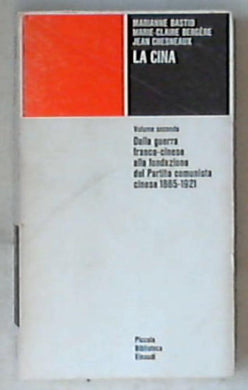 MARIANNE BASTID
MARIE-CLAIRE BERGÈRE
JEAN CHESNEAUX
LA CINA
Volume secondo
Dalla guerra
franco-cinese
alla fondazione
del Partito comunista
cinese 1885-1921
Piccola
Biblioteca
Einaudi